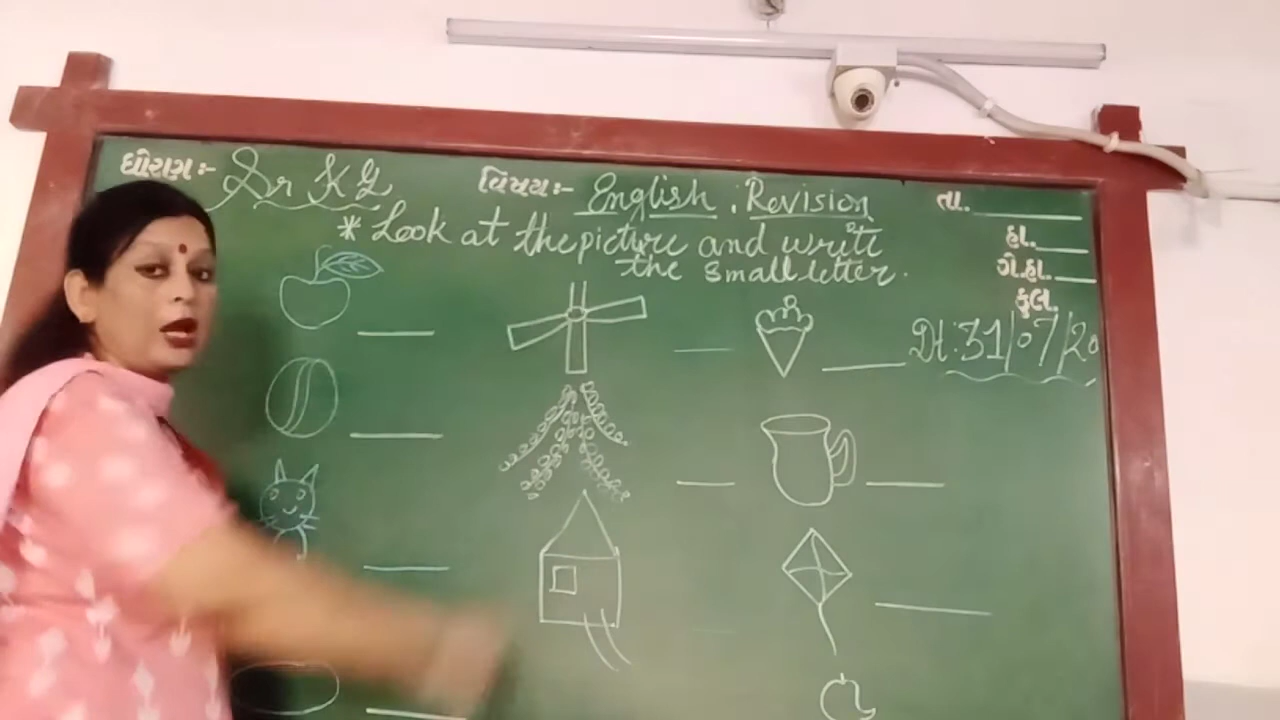 ધોરણઃ- Sr KG વિષયઃ- English : Revision તા.
* Look at the picture and write
the small letter.
હા.
ગે.હા.
કુલ.
Dt:31/07/20